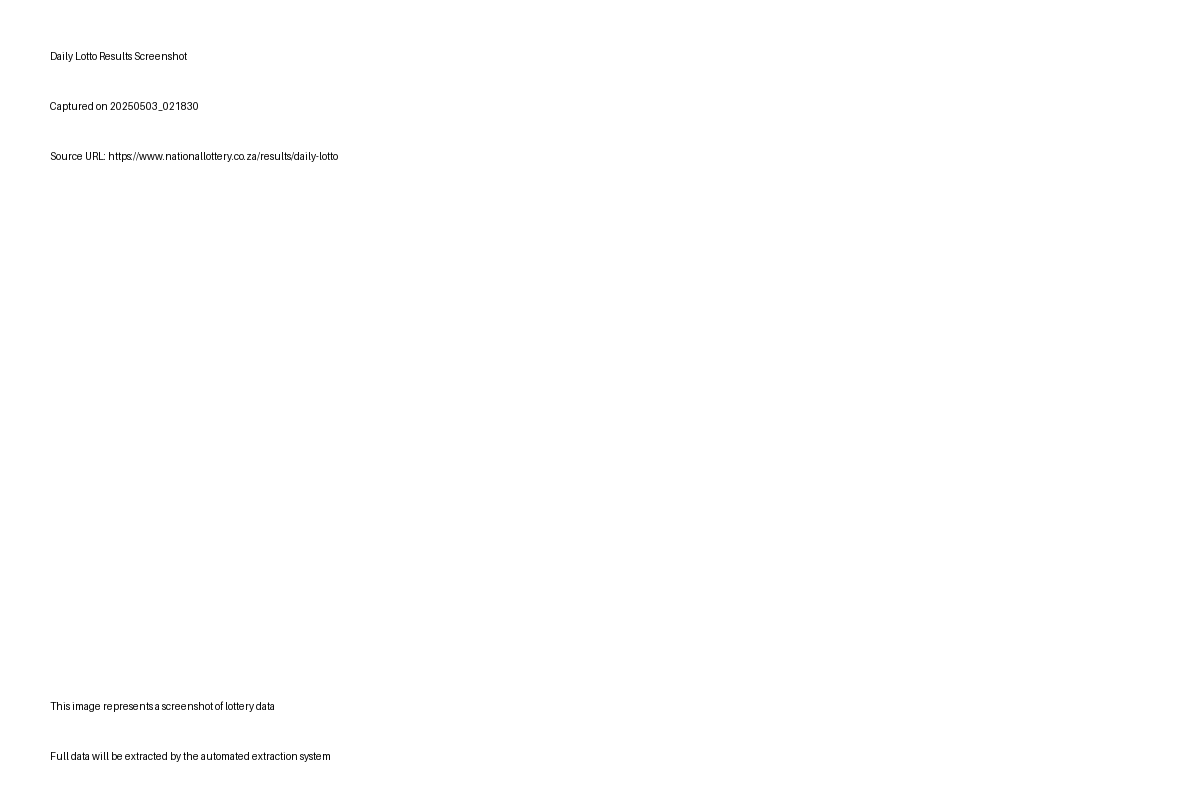 Daily Lotto Results Screenshot
Captured on 20250503_021830
Source URL: https://www.nationallottery.co.za/results/daily-lotto
This image represents a screenshot of lottery data
Full data will be extracted by the automated extraction system